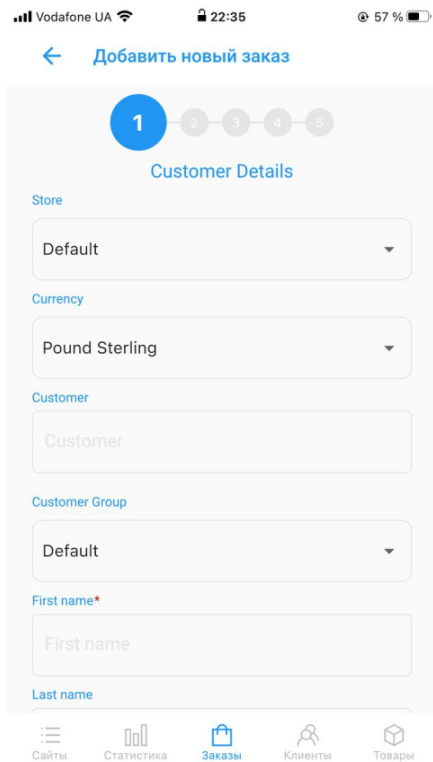 Vodafone UA 22:35 57 %
Добавить новый заказ
1 2 3 4 5
Customer Details
Store
Default
Currency
Pound Sterling
Customer
Customer
Customer Group
Default
First name*
First name
Last name
Сайты Статистика Заказы Клиенты Товары